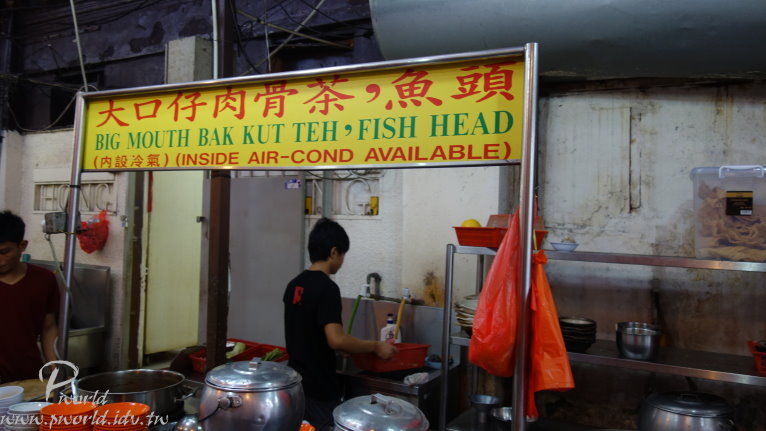 大口仔肉骨茶，魚頭
BIG MOUTH BAK KUT TEH，FISH HEAD
(內設冷氣) (INSIDE AIR-COND AVAILABLE)
Pworld
www.pworld.idv.tw